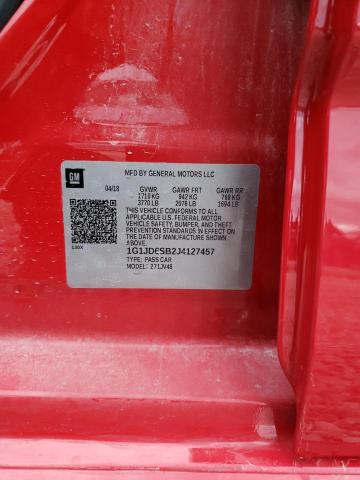 GM
MFD BY GENERAL MOTORS LLC
04/18 GVWR GAWR FRT GAWR RR
1710 KG 942 KG 768 KG
3770 LB 2076 LB 1694 LB
THIS VEHICLE CONFORMS TO ALL
APPLICABLE U.S. FEDERAL MOTOR
VEHICLE SAFETY, BUMPER, AND THEFT
PREVENTION STANDARDS IN EFFECT ON
THE DATE OF MANUFACTURE SHOWN
ABOVE.
1G1JD6SB2J4127457
TYPE: PASS CAR
MODEL: 271JV48